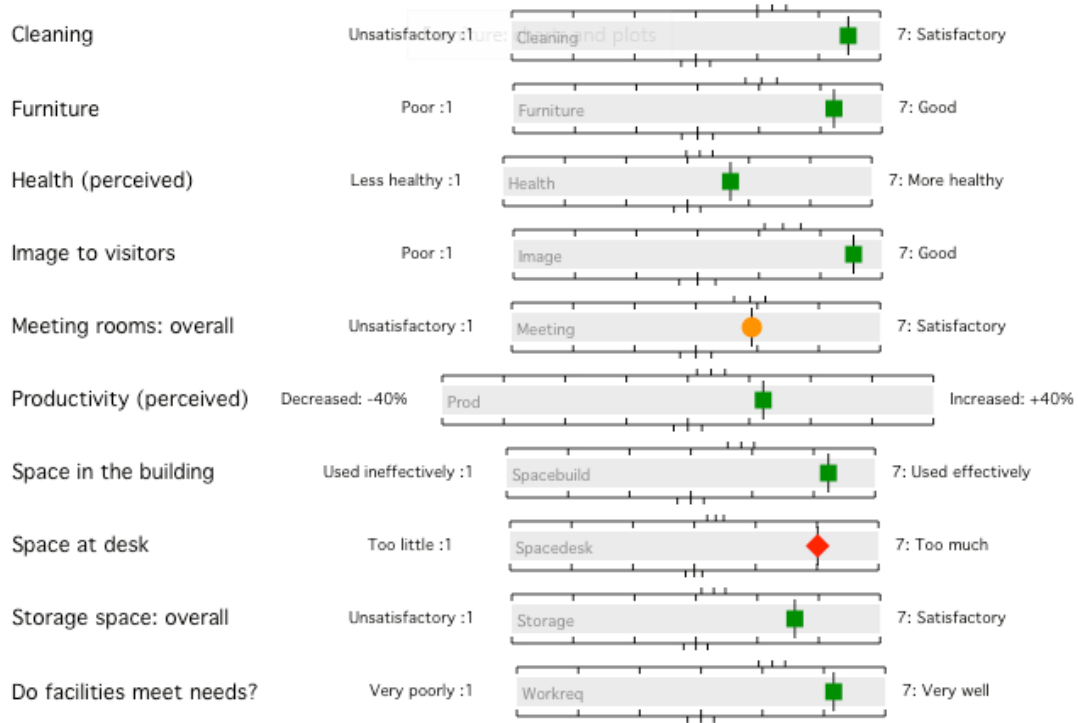 Cleaning Unsatisfactory :1 Cleaning 7: Satisfactory
Furniture Poor :1 Furniture 7: Good
Health (perceived) Less healthy :1 Health 7: More healthy
Image to visitors Poor :1 Image 7: Good
Meeting rooms: overall Unsatisfactory :1 Meeting 7: Satisfactory
Productivity (perceived) Decreased: -40% Prod Increased: +40%
Space in the building Used ineffectively :1 Spacebuild 7: Used effectively
Space at desk Too little :1 Spacedesk 7: Too much
Storage space: overall Unsatisfactory :1 Storage 7: Satisfactory
Do facilities meet needs? Very poorly :1 Workreq 7: Very well